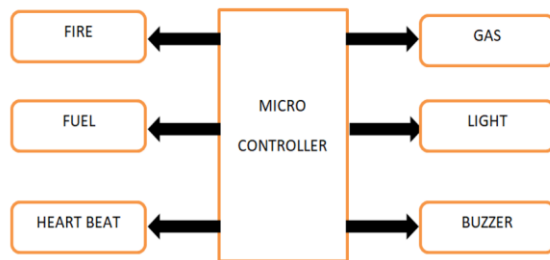 FIRE
FUEL
HEART BEAT
MICRO
CONTROLLER
GAS
LIGHT
BUZZER